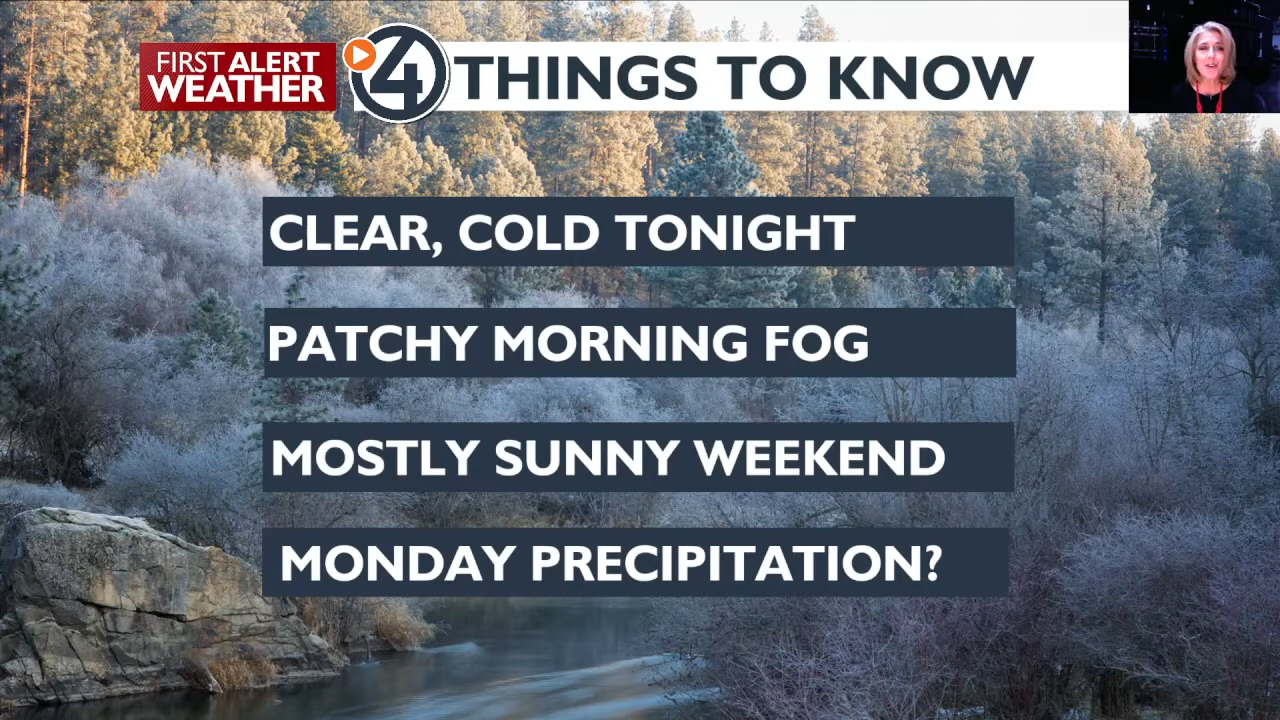 FIRST ALERT
WEATHER
4 THINGS TO KNOW
CLEAR, COLD TONIGHT
PATCHY MORNING FOG
MOSTLY SUNNY WEEKEND
MONDAY PRECIPITATION?